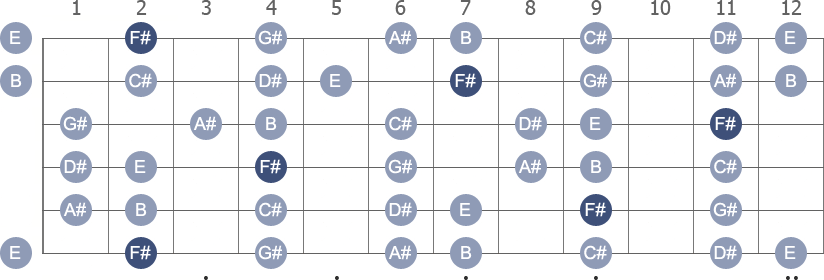 1 2 3 4 5 6 7 8 9 10 11 12
E F# G# A# B C# D# E
B C# D# E F# G# A# B
G# A# B C# D# E F#
D# E F# G# A# B C#
A# B C# D# E F# G#
E F# G# A# B C# D# E